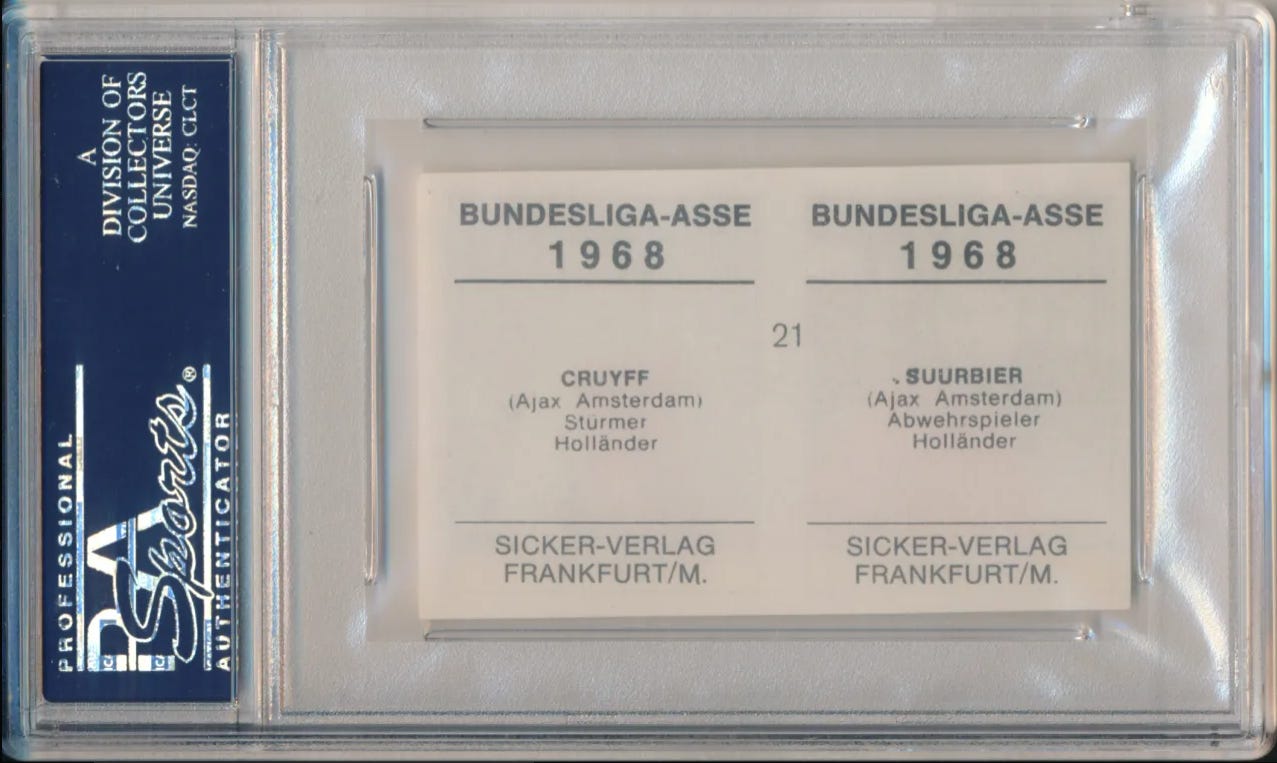 A
DIVISION OF
COLLECTORS
UNIVERSE
NASDAQ: CLCT
PROFESSIONAL
PSA
Sports®
AUTHENTICATOR
BUNDESLIGA-ASSE
1968
CRUYFF
(Ajax Amsterdam)
Stürmer
Holländer
SICKER-VERLAG
FRANKFURT/M.
21
BUNDESLIGA-ASSE
1968
SUURBIER
(Ajax Amsterdam)
Abwehrspieler
Holländer
SICKER-VERLAG
FRANKFURT/M.